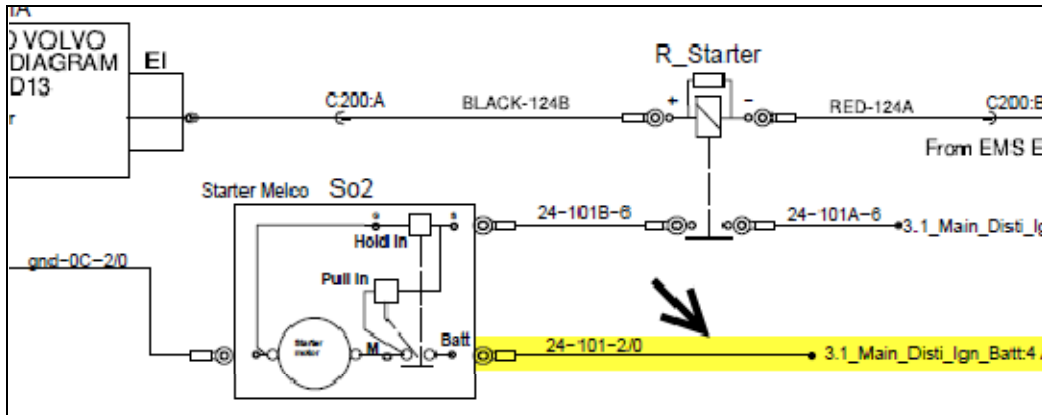 O VOLVO
DIAGRAM
D13
EI
C200:A
BLACK-124B
R_Starter
+
-
RED-124A
C200:B
From EMS E
Starter Melco So2
24-101B-6
24-101A-6
3.1_Main_Disti_Ig
Hold In
gnd-0C-2/0
Pull In
Starter
motor
M
Batt
24-101-2/0
3.1_Main_Disti_Ign_Batt:4